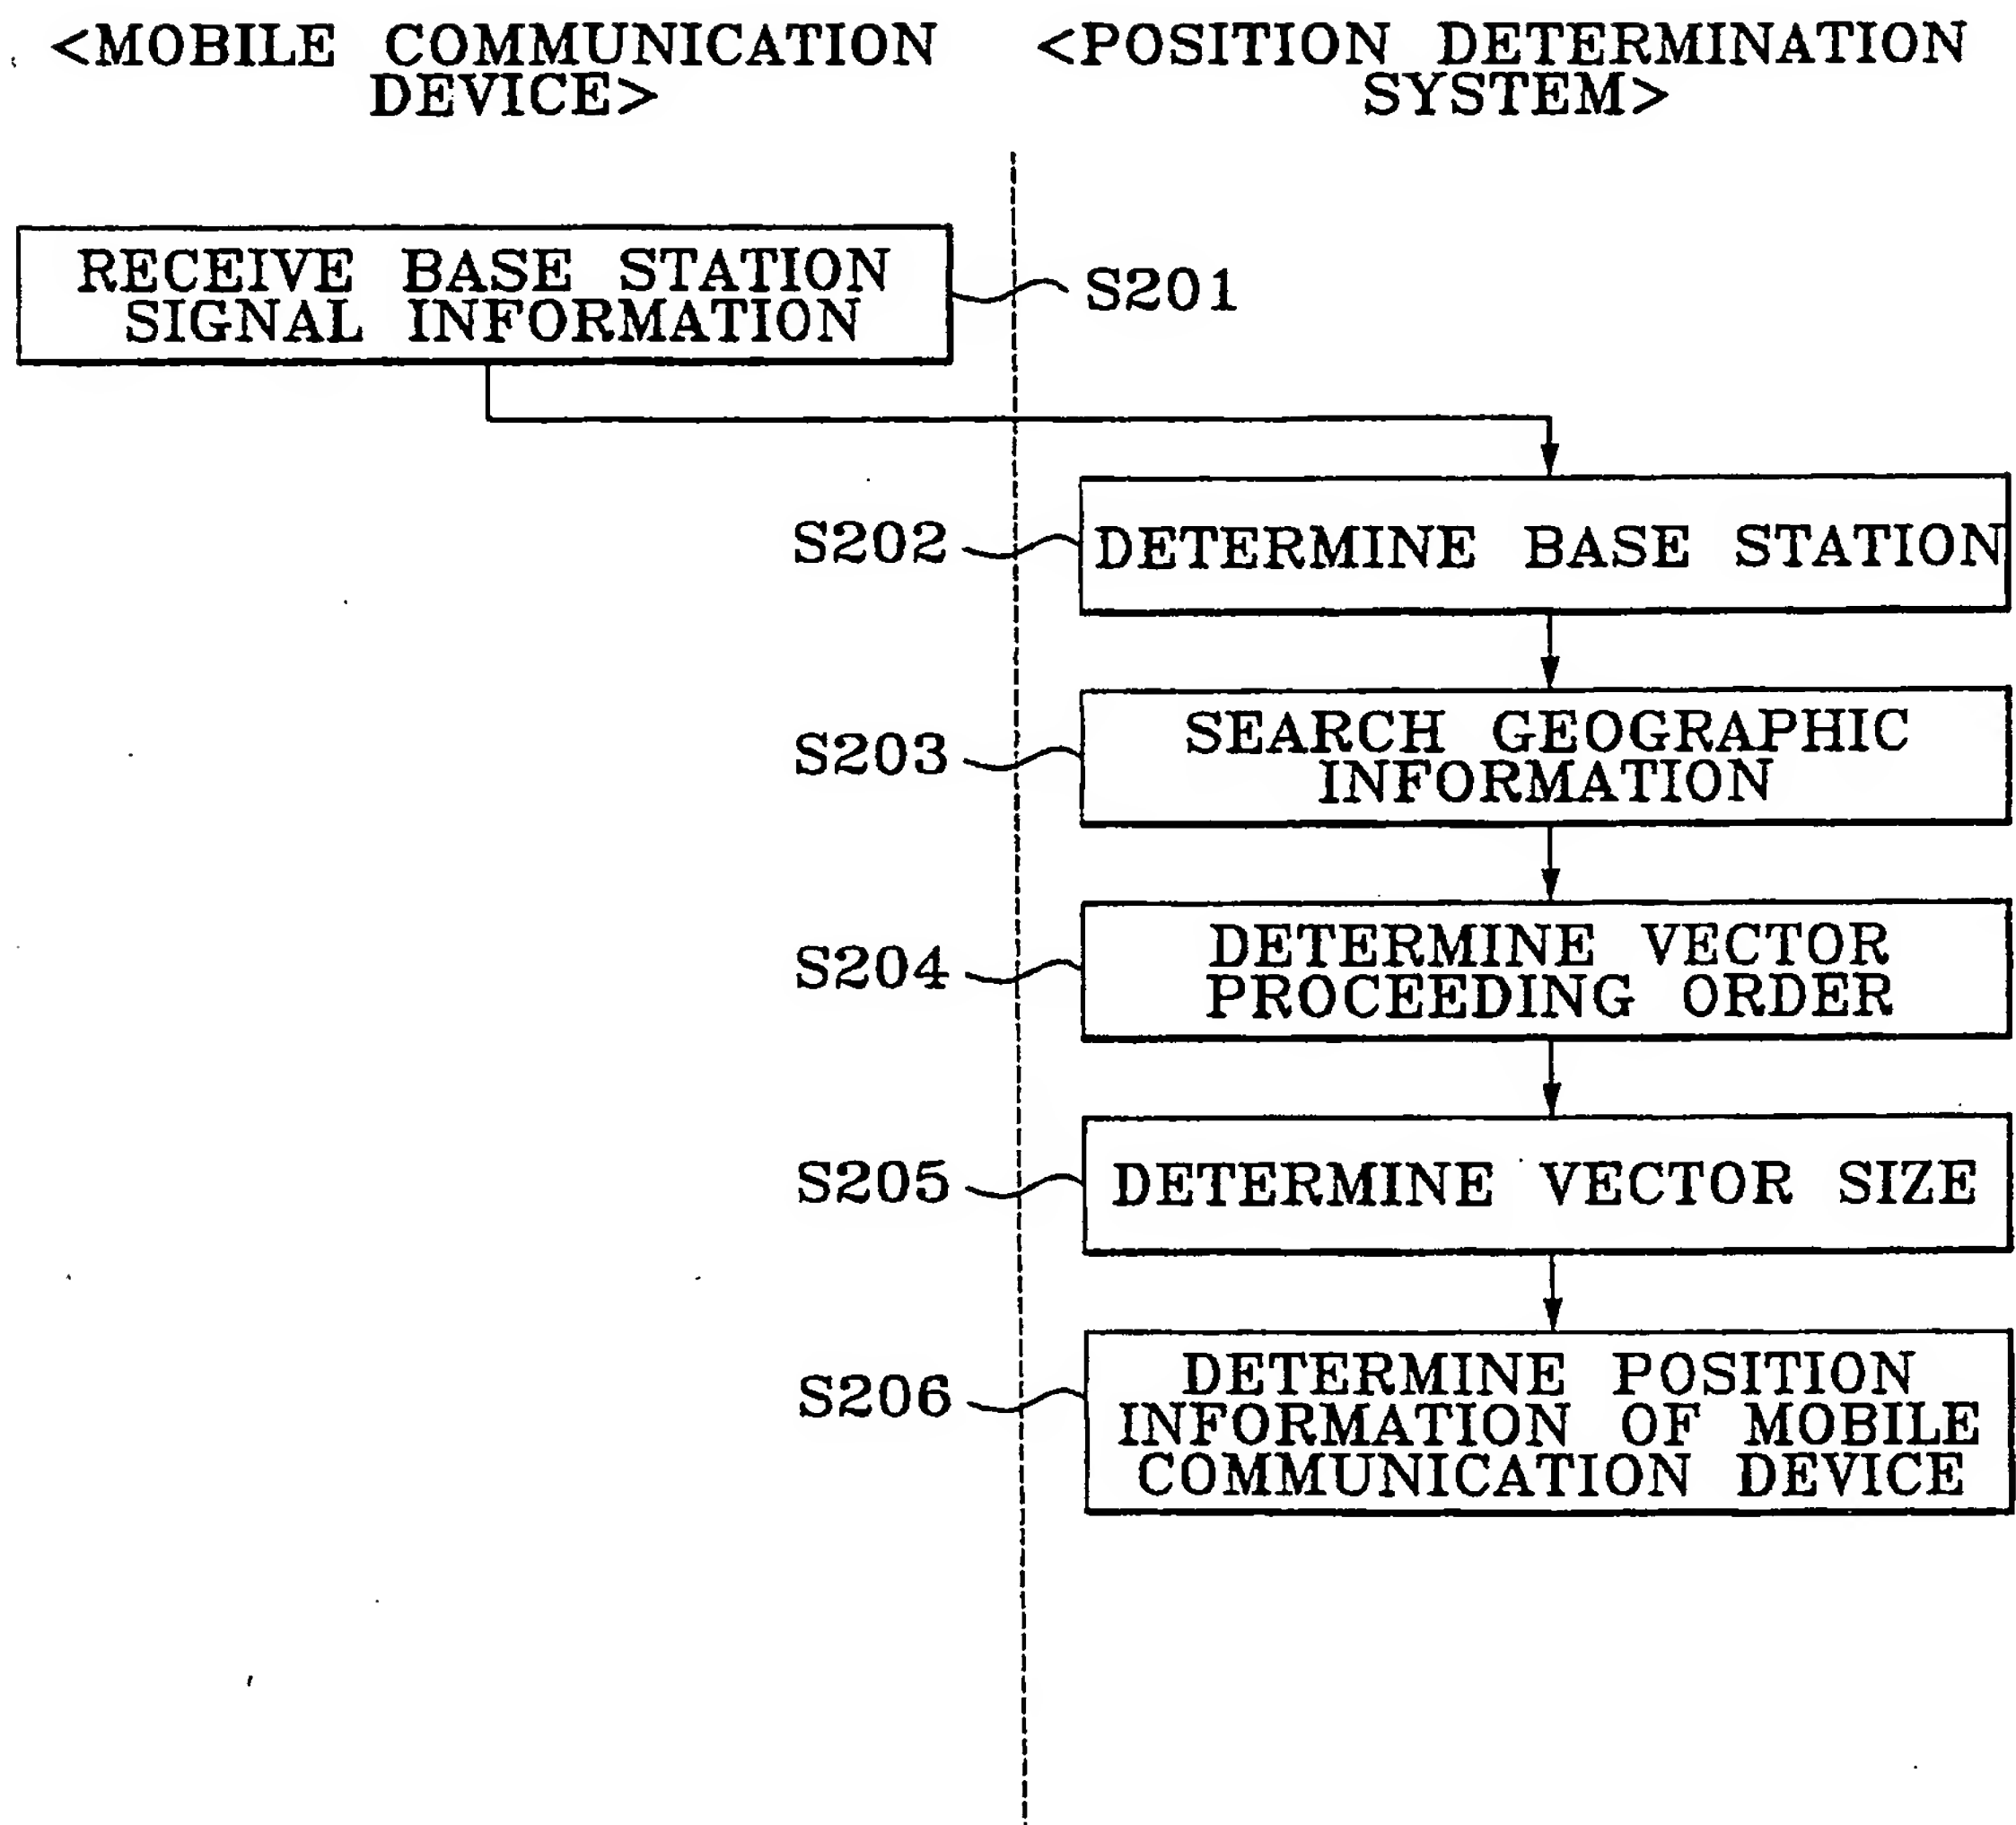 <MOBILE COMMUNICATION
DEVICE>
<POSITION DETERMINATION
SYSTEM>
RECEIVE BASE STATION
SIGNAL INFORMATION
S201
S202
DETERMINE BASE STATION
S203
SEARCH GEOGRAPHIC
INFORMATION
S204
DETERMINE VECTOR
PROCEEDING ORDER
S205
DETERMINE VECTOR SIZE
S206
DETERMINE POSITION
INFORMATION OF MOBILE
COMMUNICATION DEVICE